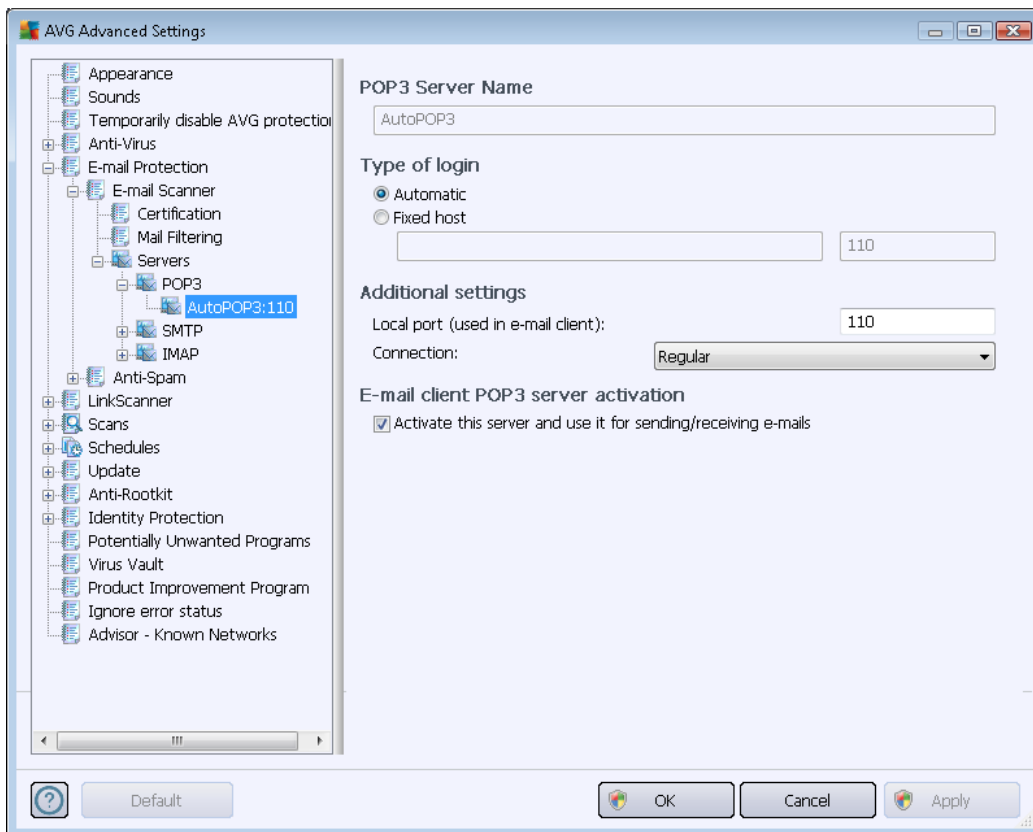 AVG Advanced Settings
Appearance
Sounds
Temporarily disable AVG protection
Anti-Virus
E-mail Protection
E-mail Scanner
Certification
Mail Filtering
Servers
POP3
AutoPOP3:110
SMTP
IMAP
Anti-Spam
LinkScanner
Scans
Schedules
Update
Anti-Rootkit
Identity Protection
Potentially Unwanted Programs
Virus Vault
Product Improvement Program
Ignore error status
Advisor - Known Networks
POP3 Server Name
AutoPOP3
Type of login
Automatic
Fixed host
110
Additional settings
Local port (used in e-mail client): 110
Connection: Regular
E-mail client POP3 server activation
Activate this server and use it for sending/receiving e-mails
? Default OK Cancel Apply